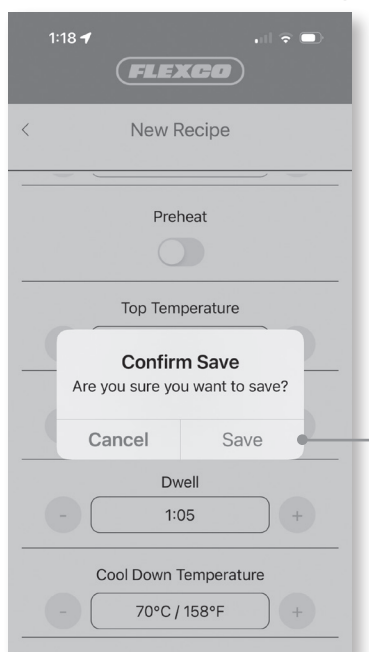 1:18
FLEXCO
New Recipe
Preheat
Top Temperature
Confirm Save
Are you sure you want to save?
Cancel Save
Dwell
- 1:05 +
Cool Down Temperature
- 70°C / 158°F +